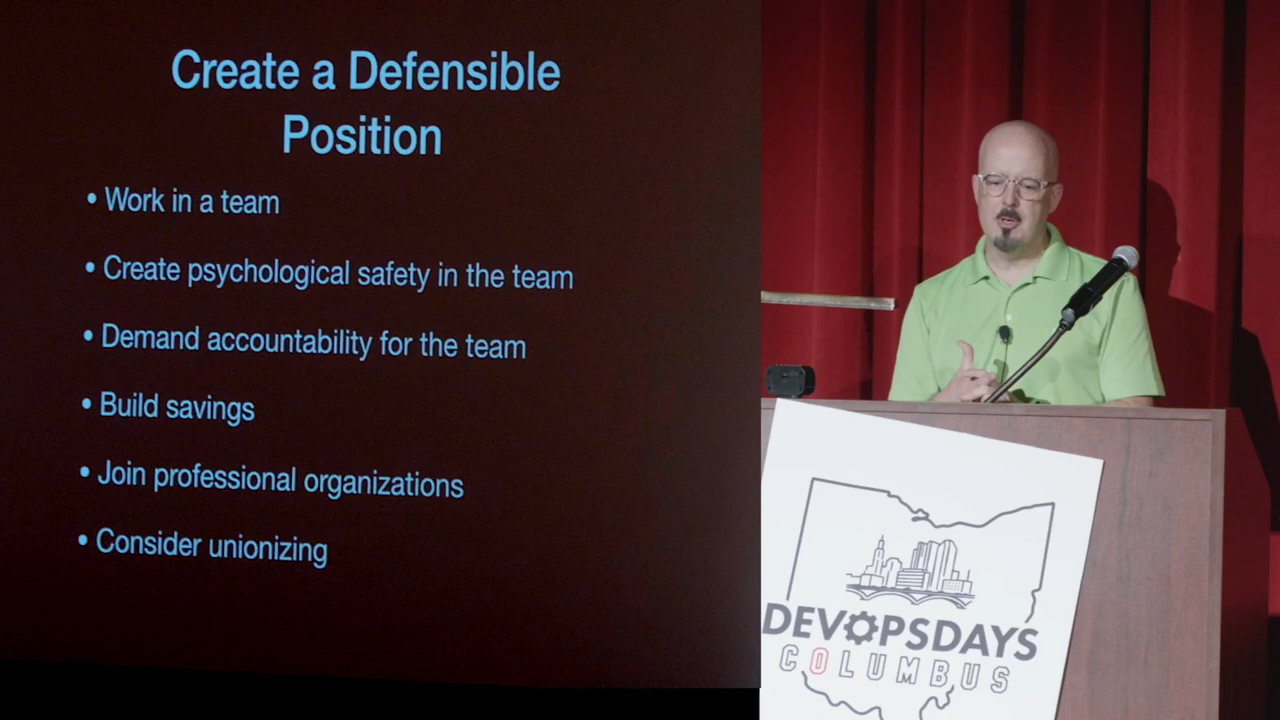 Create a Defensible
Position
• Work in a team
• Create psychological safety in the team
• Demand accountability for the team
• Build savings
• Join professional organizations
• Consider unionizing
DEVOPSDAYS
COLUMBUS